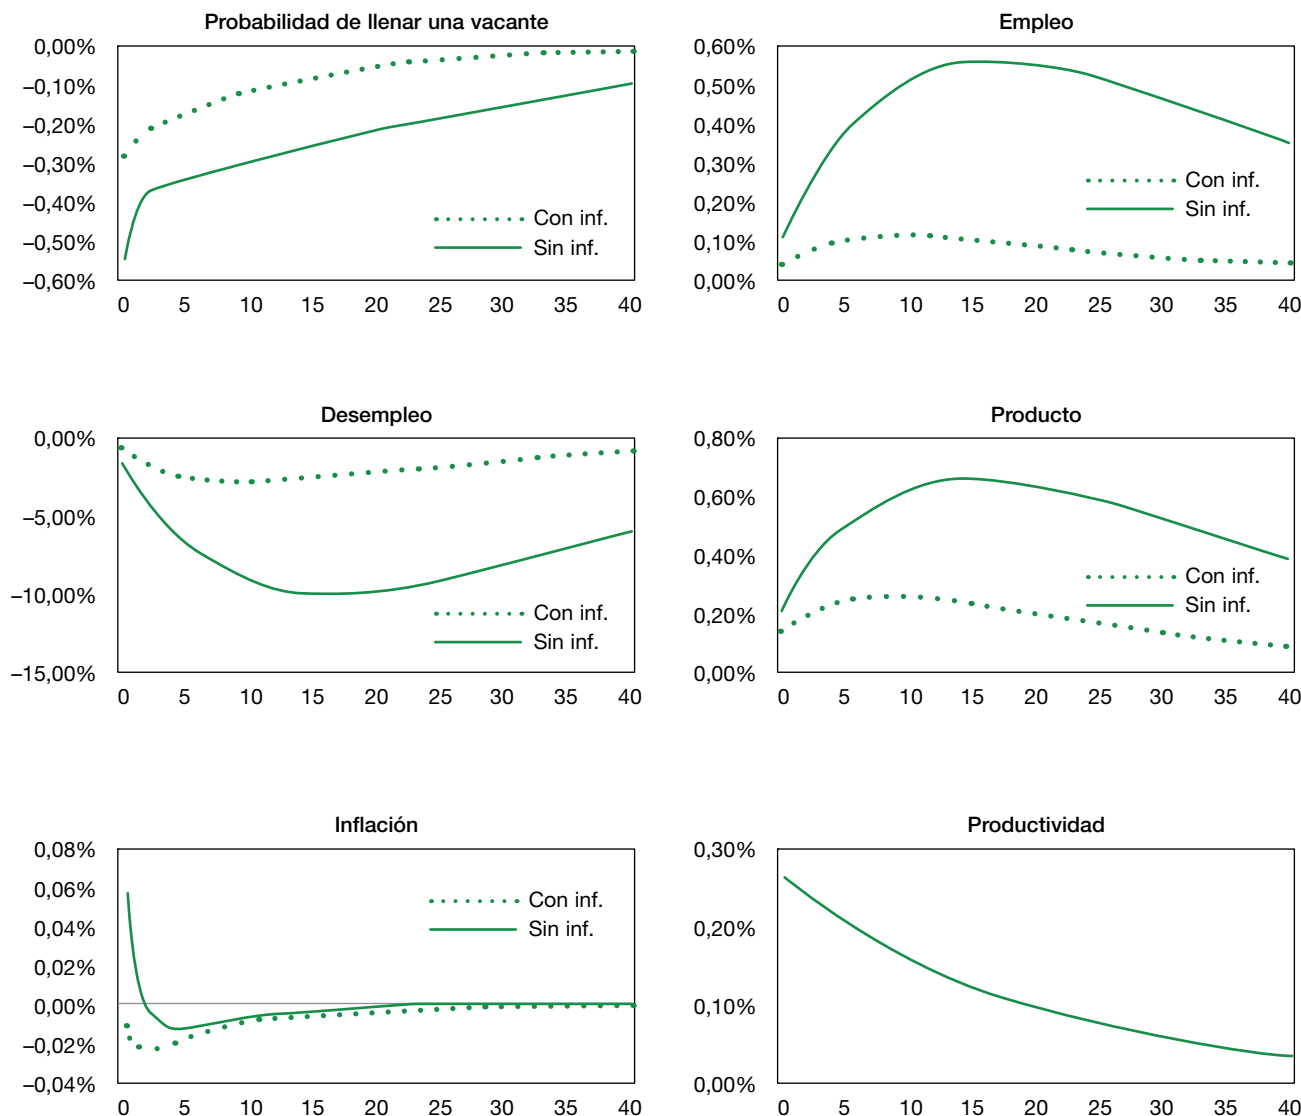 Probabilidad de llenar una vacante
0,00%
–0,10%
–0,20%
–0,30%
–0,40%
–0,50%
–0,60%
Con inf.
Sin inf.
0 5 10 15 20 25 30 35 40
Empleo
0,60%
0,50%
0,40%
0,30%
0,20%
0,10%
0,00%
Con inf.
Sin inf.
0 5 10 15 20 25 30 35 40
Desempleo
0,00%
–5,00%
–10,00%
–15,00%
Con inf.
Sin inf.
0 5 10 15 20 25 30 35 40
Producto
0,80%
0,60%
0,40%
0,20%
0,00%
Con inf.
Sin inf.
0 5 10 15 20 25 30 35 40
Inflación
0,08%
0,06%
0,04%
0,02%
0,00%
–0,02%
–0,04%
Con inf.
Sin inf.
0 5 10 15 20 25 30 35 40
Productividad
0,30%
0,20%
0,10%
0,00%
0 5 10 15 20 25 30 35 40